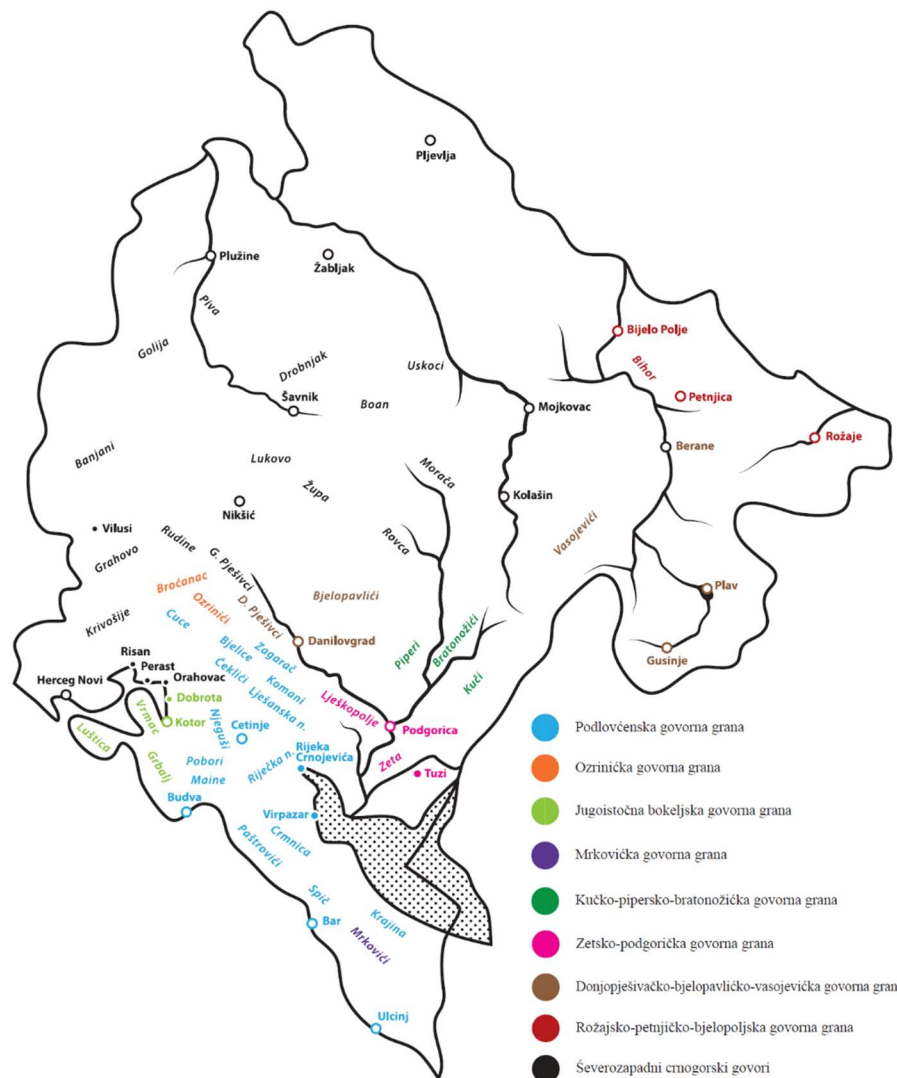 Pljevlja
Plužine
Žabljak
Piva
Golija
Drobnjak
Uskoci
Bijelo Polje
Bihor
Petnjica
Šavnik
Boan
Mojkovac
Rožaje
Banjani
Lukovo
Berane
Župa
Morača
Nikšić
Kolašin
Vilusi
Rudine
G. Pješivci
Rovca
Vasojevići
Grahovo
Broćanac
Ozrinići
D. Pješivci
Bjelopavlići
Plav
Krivošije
Cuce
Bjelice
Zagarač
Danilovgrad
Piperi
Bratonožići
Gusinje
Risan
Perast
Orahovac
Herceg Novi
Čeklići
Komani
Lješanska n.
Kuči
Dobrota
Vrmac
Kotor
Luštica
Grbalj
Njeguši
Cetinje
Lješkopolje
Podgorica
Pobori
Maine
Riječka n.
Rijeka
Crnojevića
Zeta
Tuzi
Budva
Virpazar
Crmnica
Paštrovići
Spič
Bar
Krajina
Mrkovići
Ulcinj
Podlovćenska govorna grana
Ozrinićka govorna grana
Jugoistočna bokeljska govorna grana
Mrkovićka govorna grana
Kučko-pipersko-bratonožićka govorna grana
Zetsko-podgorička govorna grana
Donjopješivačko-bjelopavlićko-vasojevićka govorna gran
Rožajsko-petnjičko-bjelopoljska govorna grana
Śeverozapadni crnogorski govori